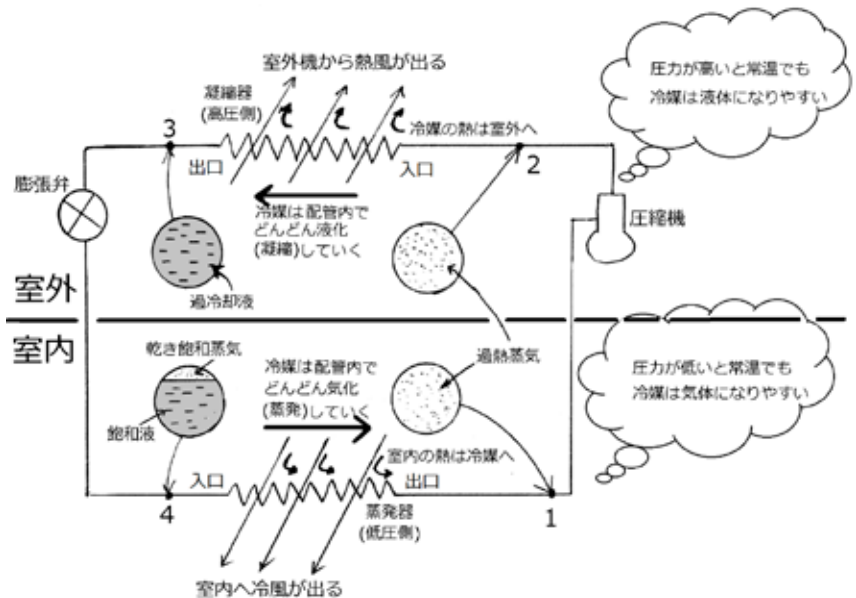 室外機から熱風が出る
圧力が高いと常温でも
冷媒は液体になりやすい
凝縮器
(高圧側)
冷媒の熱は室外へ
3
出口
入口
2
膨張弁
冷媒は配管内で
どんどん液化
(凝縮)していく
圧縮機
過冷却液
室外
室内
乾き飽和蒸気
冷媒は配管内で
どんどん気化
(蒸発)していく
過熱蒸気
圧力が低いと常温でも
冷媒は気体になりやすい
飽和液
室内の熱は冷媒へ
入口
出口
4
1
蒸発器
(低圧側)
室内へ冷風が出る